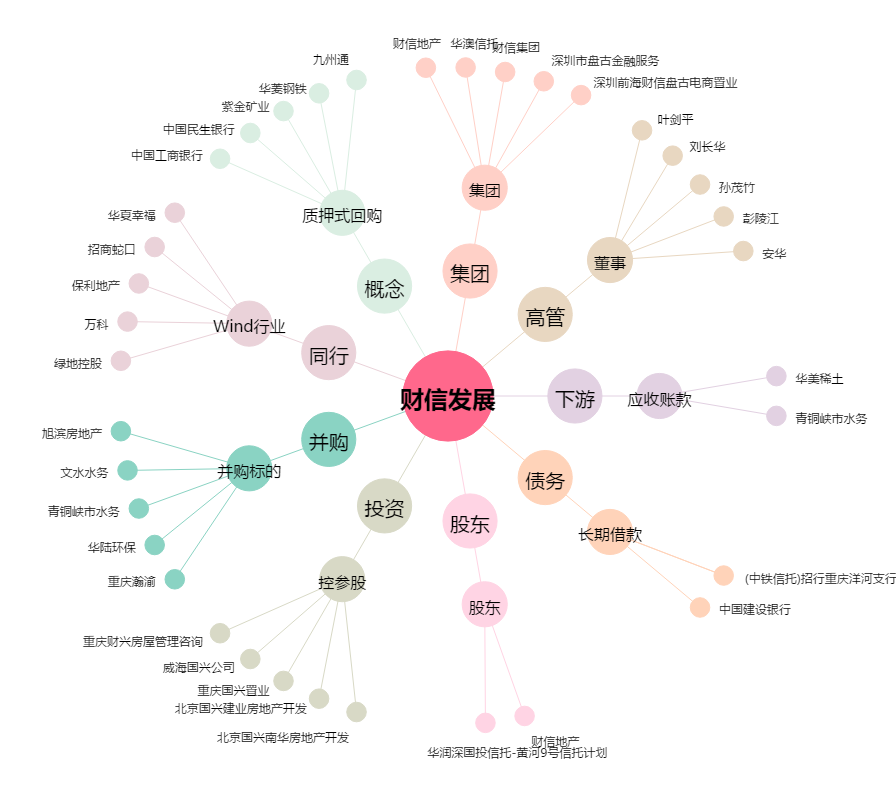 财信发展
集团
集团
财信地产
华澳信托
财信集团
深圳市盘古金融服务
深圳前海财信盘古电商置业
高管
董事
叶剑平
刘长华
孙茂竹
彭陵江
安华
下游
应收账款
华美稀土
青铜峡市水务
债务
长期借款
(中铁信托)招行重庆洋河支行
中国建设银行
股东
股东
财信地产
华润深国投信托-黄河9号信托计划
投资
控参股
重庆财兴房屋管理咨询
威海国兴公司
重庆国兴置业
北京国兴建业房地产开发
北京国兴南华房地产开发
并购
并购标的
旭滨房地产
文水水务
青铜峡市水务
华陆环保
重庆瀚渝
同行
Wind行业
华夏幸福
招商蛇口
保利地产
万科
绿地控股
概念
质押式回购
九州通
华菱钢铁
紫金矿业
中国民生银行
中国工商银行